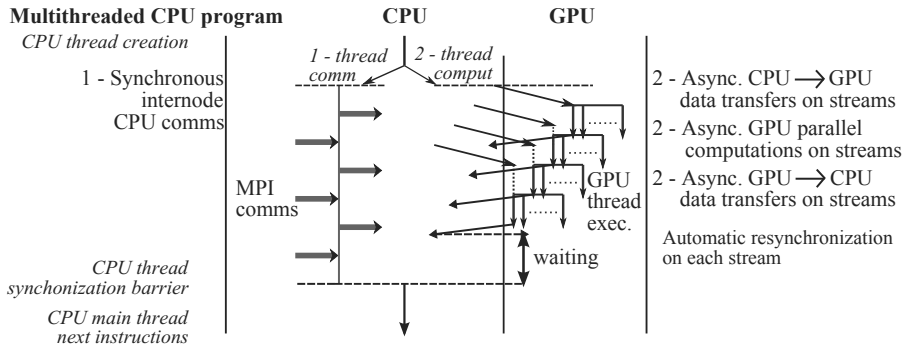 Multithreaded CPU program
CPU
GPU
CPU thread creation
1 - thread
comm
2 - thread
comput
1 - Synchronous
internode
CPU comms
2 - Async. CPU → GPU
data transfers on streams
2 - Async. GPU parallel
computations on streams
2 - Async. GPU → CPU
data transfers on streams
MPI
comms
GPU
thread
exec.
Automatic resynchronization
on each stream
waiting
CPU thread
synchonization barrier
CPU main thread
next instructions